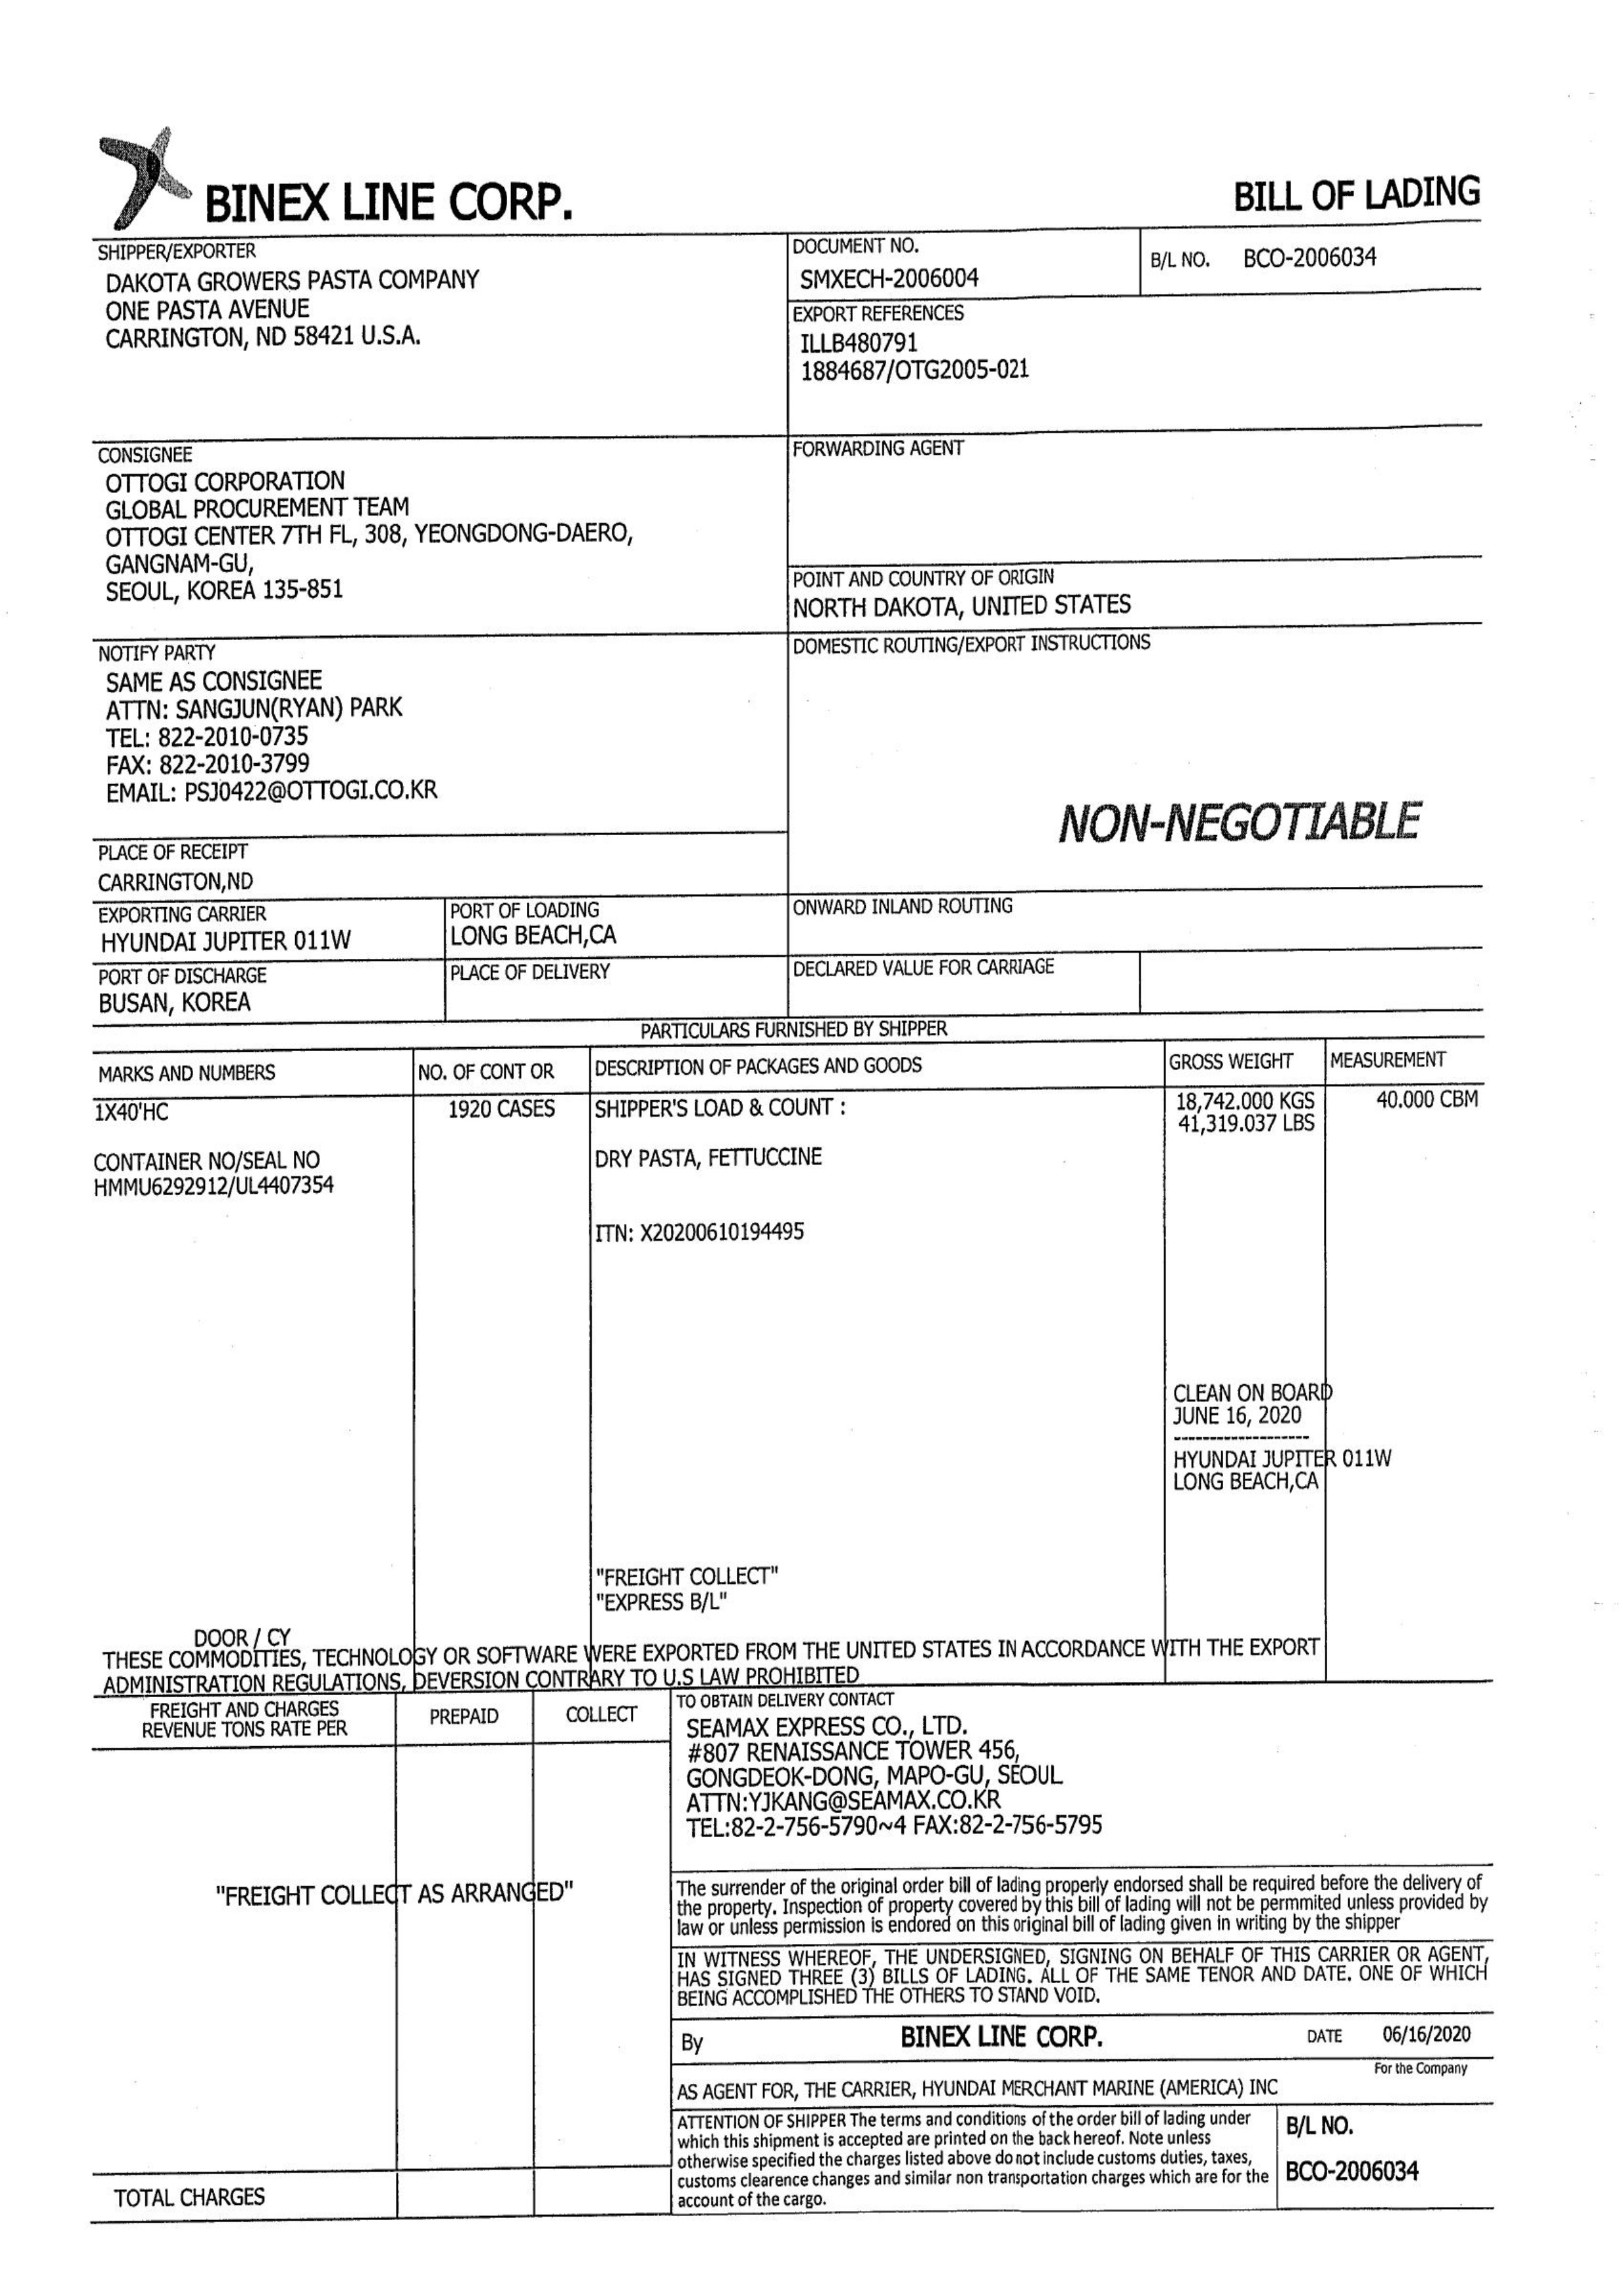 BINEX LINE CORP.
BILL OF LADING
SHIPPER/EXPORTER
DAKOTA GROWERS PASTA COMPANY
ONE PASTA AVENUE
CARRINGTON, ND 58421 U.S.A.
DOCUMENT NO.
SMXECH-2006004
B/L NO. BCO-2006034
EXPORT REFERENCES
ILLB480791
1884687/OTG2005-021
CONSIGNEE
OTTOGI CORPORATION
GLOBAL PROCUREMENT TEAM
OTTOGI CENTER 7TH FL, 308, YEONGDONG-DAERO,
GANGNAM-GU,
SEOUL, KOREA 135-851
FORWARDING AGENT
POINT AND COUNTRY OF ORIGIN
NORTH DAKOTA, UNITED STATES
NOTIFY PARTY
SAME AS CONSIGNEE
ATTN: SANGJUN(RYAN) PARK
TEL: 822-2010-0735
FAX: 822-2010-3799
EMAIL: PSJ0422@OTTOGI.CO.KR
DOMESTIC ROUTING/EXPORT INSTRUCTIONS
NON-NEGOTIABLE
PLACE OF RECEIPT
CARRINGTON,ND
EXPORTING CARRIER
HYUNDAI JUPITER 011W
PORT OF LOADING
LONG BEACH,CA
ONWARD INLAND ROUTING
PORT OF DISCHARGE
BUSAN, KOREA
PLACE OF DELIVERY
DECLARED VALUE FOR CARRIAGE
PARTICULARS FURNISHED BY SHIPPER
MARKS AND NUMBERS
NO. OF CONT OR
DESCRIPTION OF PACKAGES AND GOODS
GROSS WEIGHT
MEASUREMENT
1X40'HC
1920 CASES
SHIPPER'S LOAD & COUNT :
18,742.000 KGS
41,319.037 LBS
40.000 CBM
CONTAINER NO/SEAL NO
HMMU6292912/UL4407354
DRY PASTA, FETTUCCINE
ITN: X20200610194495
CLEAN ON BOARD
JUNE 16, 2020
-------------------
HYUNDAI JUPITER 011W
LONG BEACH,CA
"FREIGHT COLLECT"
"EXPRESS B/L"
DOOR / CY
THESE COMMODITIES, TECHNOLOGY OR SOFTWARE WERE EXPORTED FROM THE UNITED STATES IN ACCORDANCE WITH THE EXPORT
ADMINISTRATION REGULATIONS, DEVERSION CONTRARY TO U.S LAW PROHIBITED
FREIGHT AND CHARGES
REVENUE TONS RATE PER
PREPAID
COLLECT
"FREIGHT COLLECT AS ARRANGED"
TOTAL CHARGES
TO OBTAIN DELIVERY CONTACT
SEAMAX EXPRESS CO., LTD.
#807 RENAISSANCE TOWER 456,
GONGDEOK-DONG, MAPO-GU, SEOUL
ATTN:YJKANG@SEAMAX.CO.KR
TEL:82-2-756-5790~4 FAX:82-2-756-5795
The surrender of the original order bill of lading properly endorsed shall be required before the delivery of
the property. Inspection of property covered by this bill of lading will not be permmited unless provided by
law or unless permission is endored on this original bill of lading given in writing by the shipper
IN WITNESS WHEREOF, THE UNDERSIGNED, SIGNING ON BEHALF OF THIS CARRIER OR AGENT,
HAS SIGNED THREE (3) BILLS OF LADING. ALL OF THE SAME TENOR AND DATE. ONE OF WHICH
BEING ACCOMPLISHED THE OTHERS TO STAND VOID.
By BINEX LINE CORP. DATE 06/16/2020
For the Company
AS AGENT FOR, THE CARRIER, HYUNDAI MERCHANT MARINE (AMERICA) INC
ATTENTION OF SHIPPER The terms and conditions of the order bill of lading under
which this shipment is accepted are printed on the back hereof. Note unless
otherwise specified the charges listed above do not include customs duties, taxes,
customs clearence changes and similar non transportation charges which are for the
account of the cargo.
B/L NO.
BCO-2006034